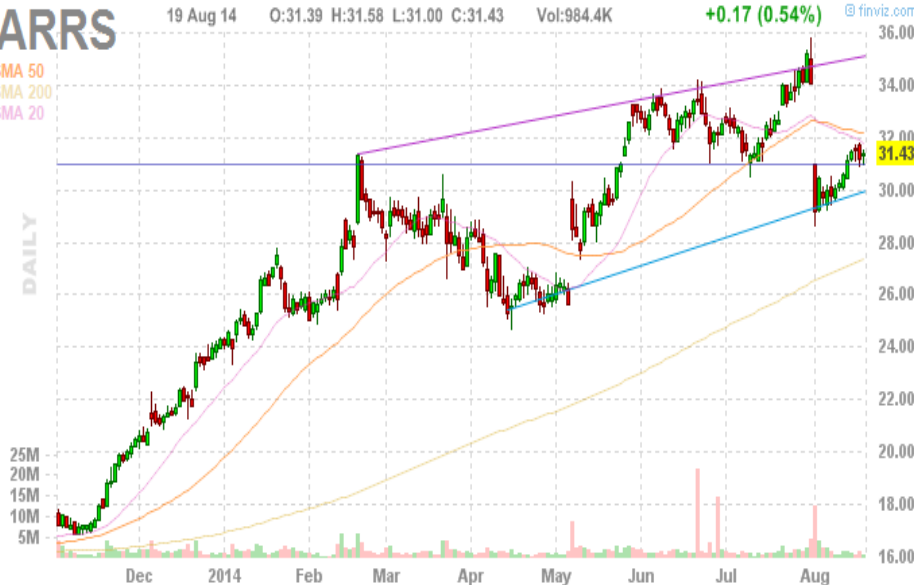 ARRS
19 Aug 14 O:31.39 H:31.58 L:31.00 C:31.43 Vol:984.4K +0.17 (0.54%) © finviz.com
SMA 50
SMA 200
SMA 20
DAILY
36.00
34.00
32.00
31.43
30.00
28.00
26.00
24.00
22.00
20.00
18.00
16.00
25M
20M
15M
10M
5M
Dec 2014 Feb Mar Apr May Jun Jul Aug